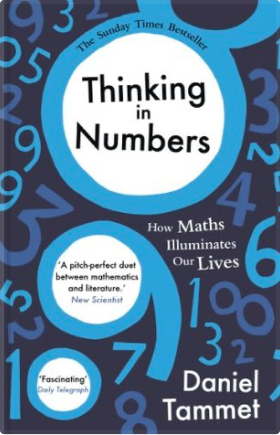 The Sunday Times Bestseller
Thinking
in
Numbers
How Maths
Illuminates
Our Lives
'A pitch-perfect duet
between mathematics
and literature.'
New Scientist
'Fascinating'
Daily Telegraph
Daniel
Tammet